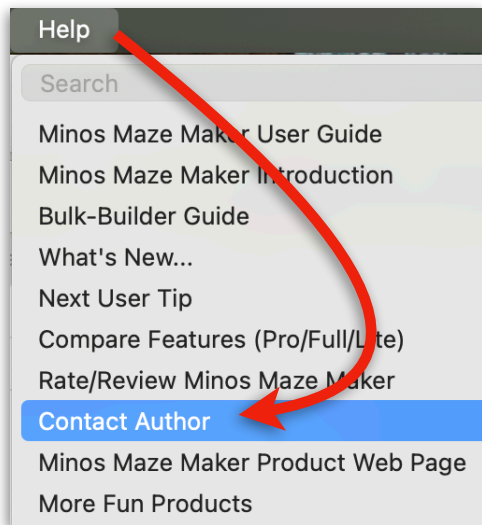 Help
Search
Minos Maze Maker User Guide
Minos Maze Maker Introduction
Bulk-Builder Guide
What's New...
Next User Tip
Compare Features (Pro/Full/Lite)
Rate/Review Minos Maze Maker
Contact Author
Minos Maze Maker Product Web Page
More Fun Products